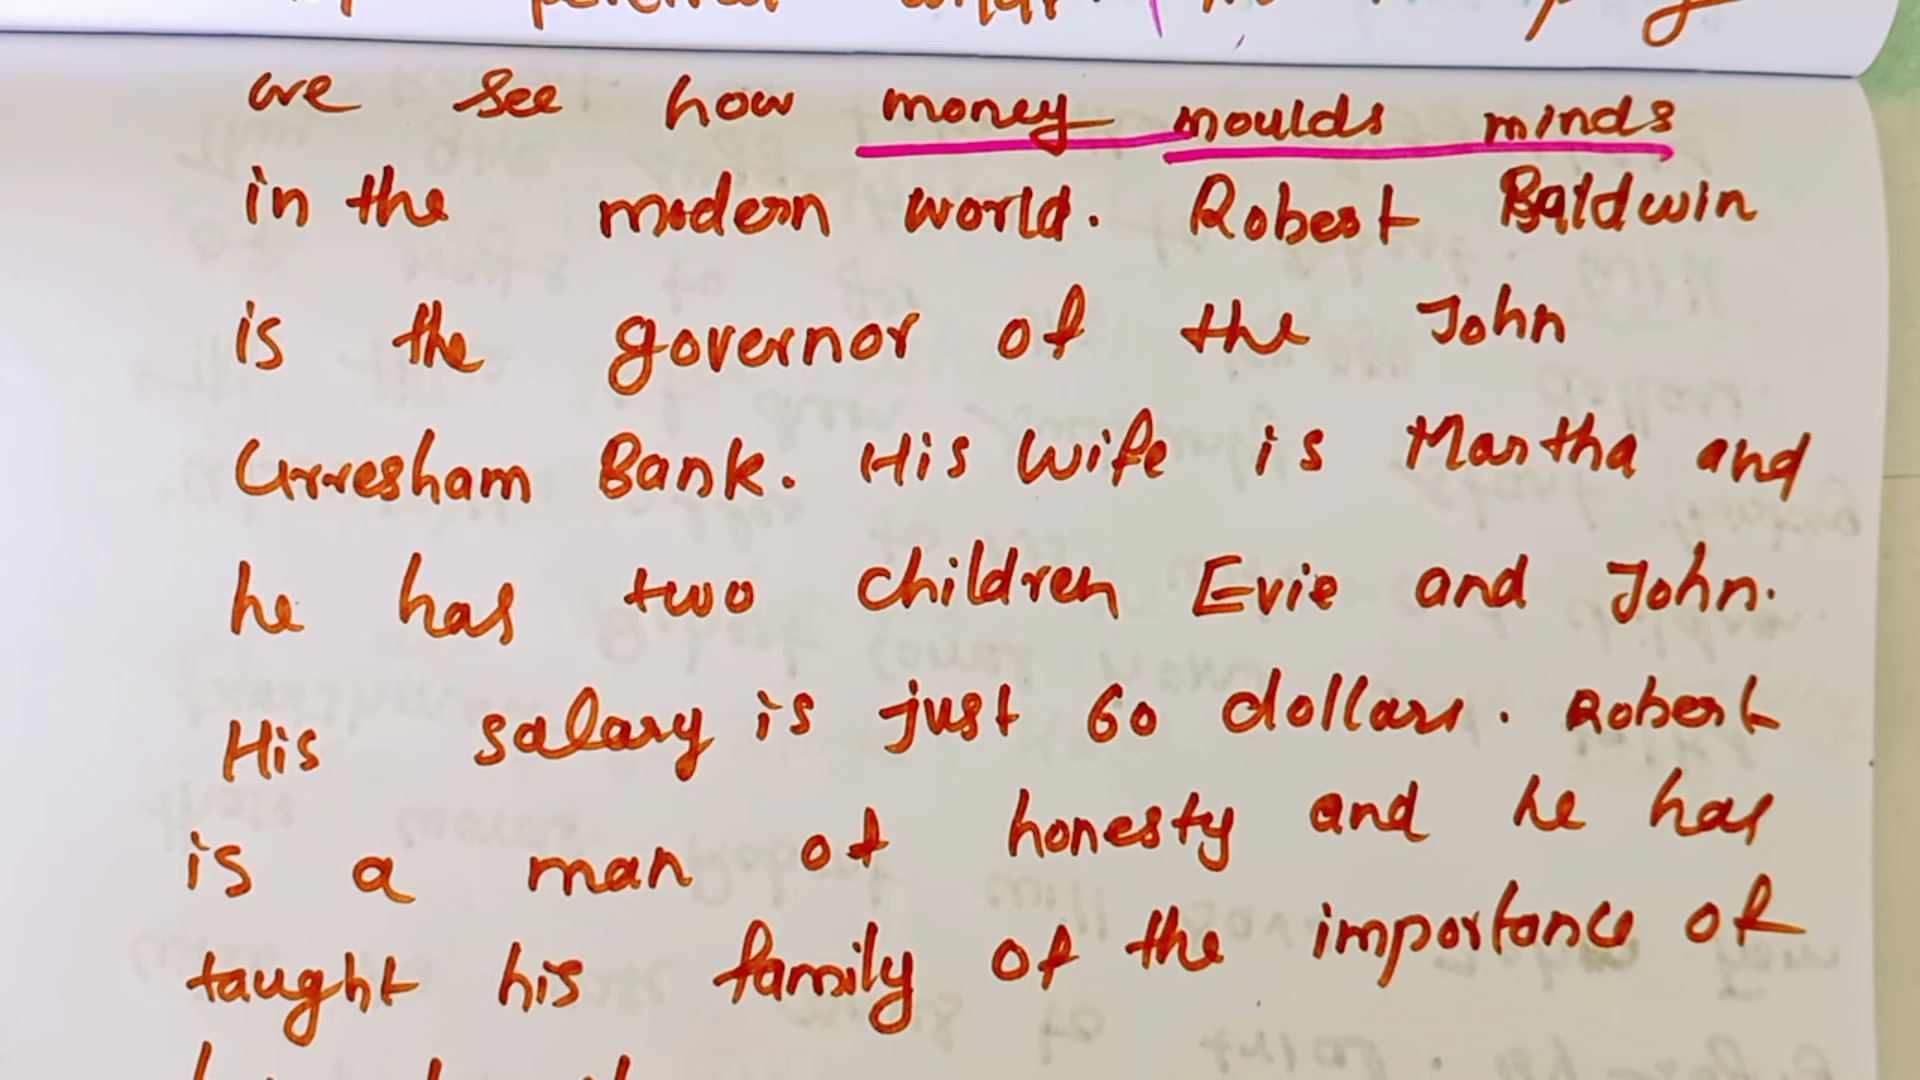 we see how money moulds minds
in the modern world. Robert Baldwin
is the governor of the John
Gresham Bank. His wife is Martha and
he has two children Evie and John.
His salary is just 60 dollars. Robert
is a man of honesty and he has
taught his family of the importance of